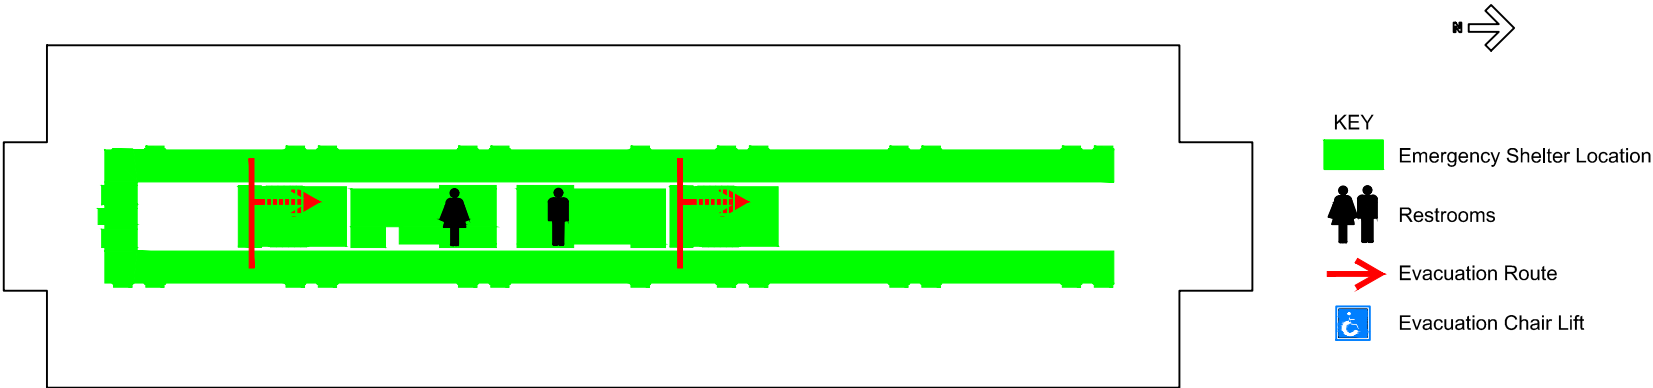 N
KEY
Emergency Shelter Location
Restrooms
Evacuation Route
Evacuation Chair Lift